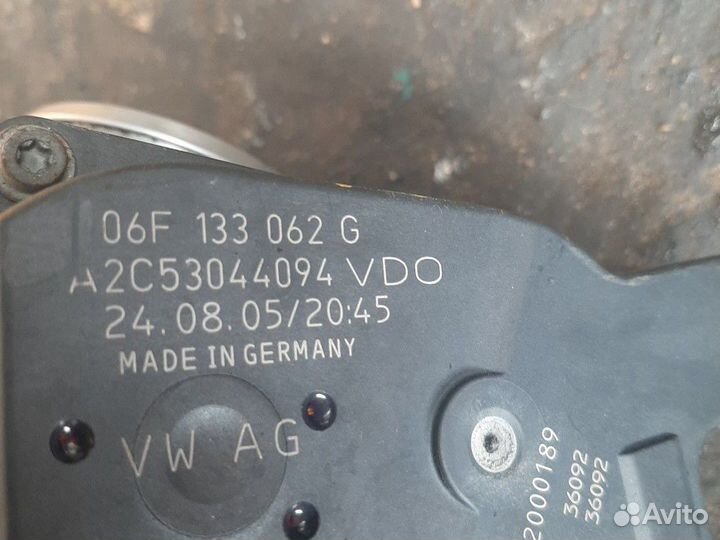 06F 133 062 G
A2C53044094 VDO
24.08.05/20:45
MADE IN GERMANY
VW AG
2000189
36092
36092
Avito